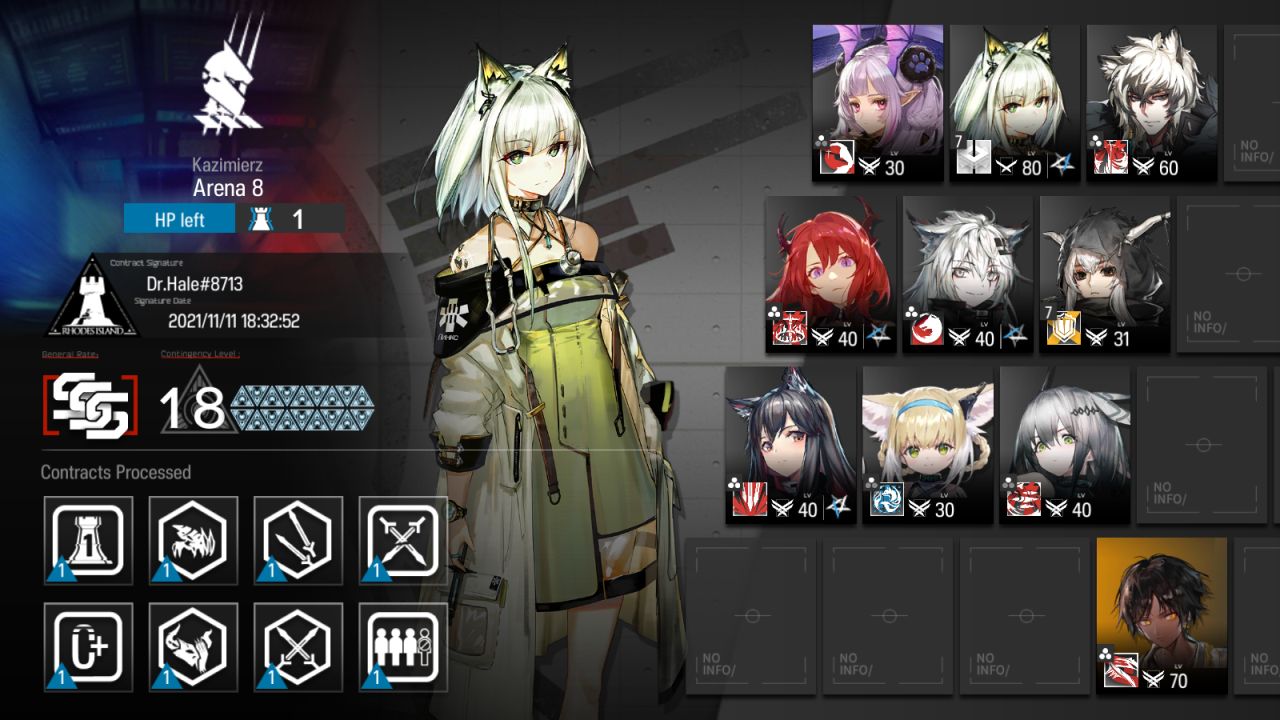 Kazimierz
Arena 8
HP left 1
Contract Signature
Dr.Hale#8713
Signature Date
2021/11/11 18:32:52
RHODES ISLAND
General Rate:
Contingency Level :
18
Contracts Processed
1
1
1
1
1
1
1
1
1
LV
30
7
LV
80
LV
60
NO
INFO/
LV
40
LV
40
7
LV
31
NO
INFO/
LV
40
LV
30
LV
40
NO
INFO/
NO
INFO/
NO
INFO/
NO
INFO/
LV
70
NO
INFO